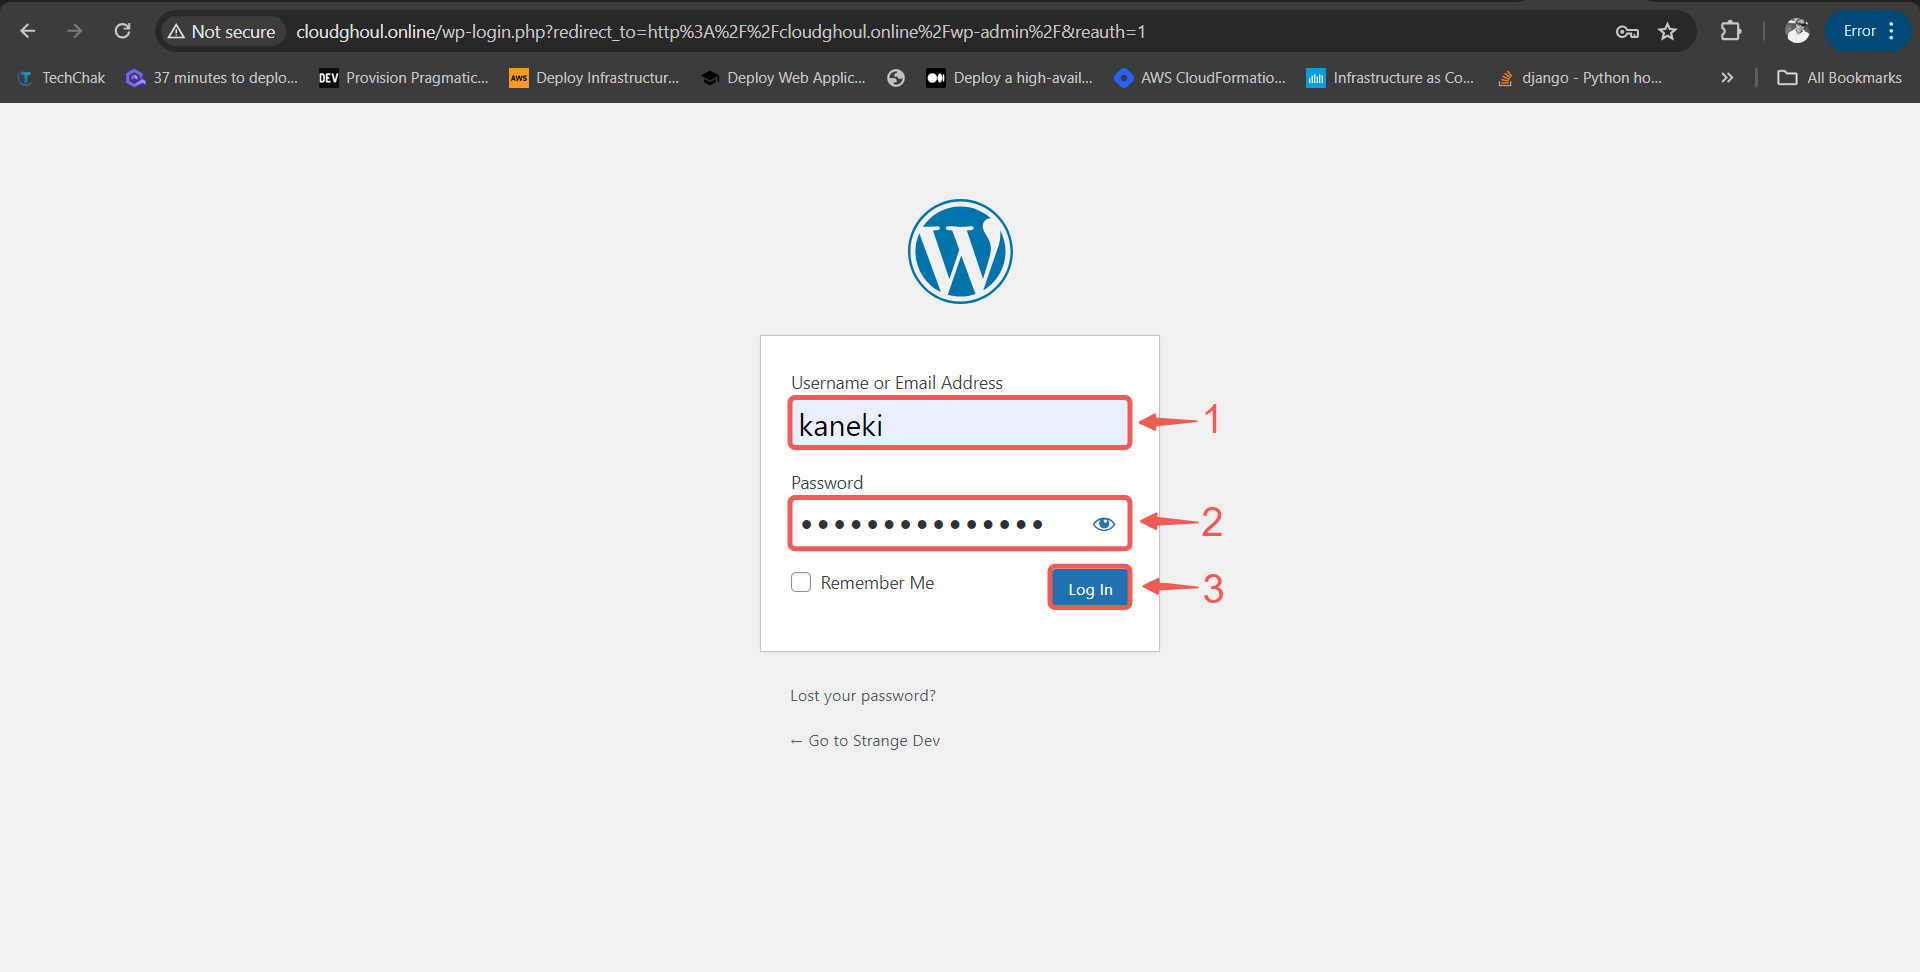 Not secure cloudghoul.online/wp-login.php?redirect_to=http%3A%2F%2Fcloudghoul.online%2Fwp-admin%2F&reauth=1 Error
TechChak 37 minutes to deplo... DEV Provision Pragmatic... AWS Deploy Infrastructur... Deploy Web Applic... Deploy a high-avail... AWS CloudFormatio... Infrastructure as Co... django - Python ho... » All Bookmarks
W
Username or Email Address
kaneki 1
Password
●●●●●●●●●●●●●●● 2
Remember Me Log In 3
Lost your password?
← Go to Strange Dev